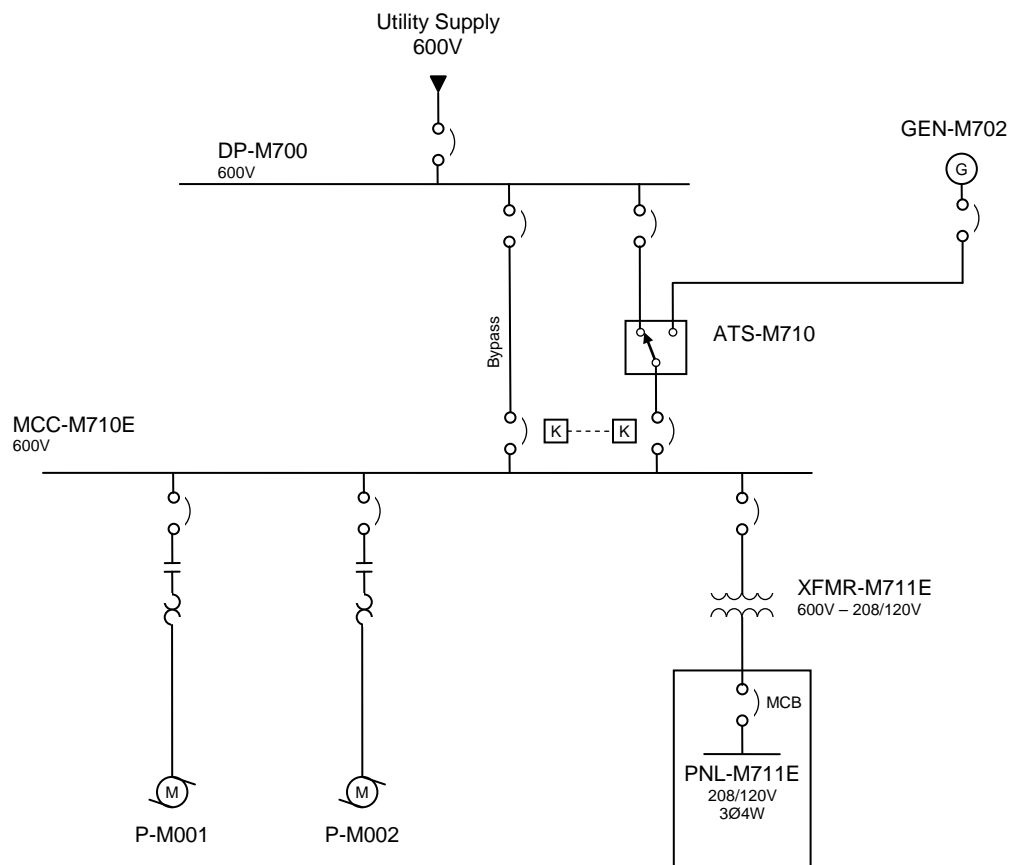 Utility Supply
600V
GEN-M702
G
DP-M700
600V
Bypass
ATS-M710
MCC-M710E
600V
K
K
XFMR-M711E
600V – 208/120V
MCB
PNL-M711E
208/120V
3Ø4W
M
M
P-M001
P-M002